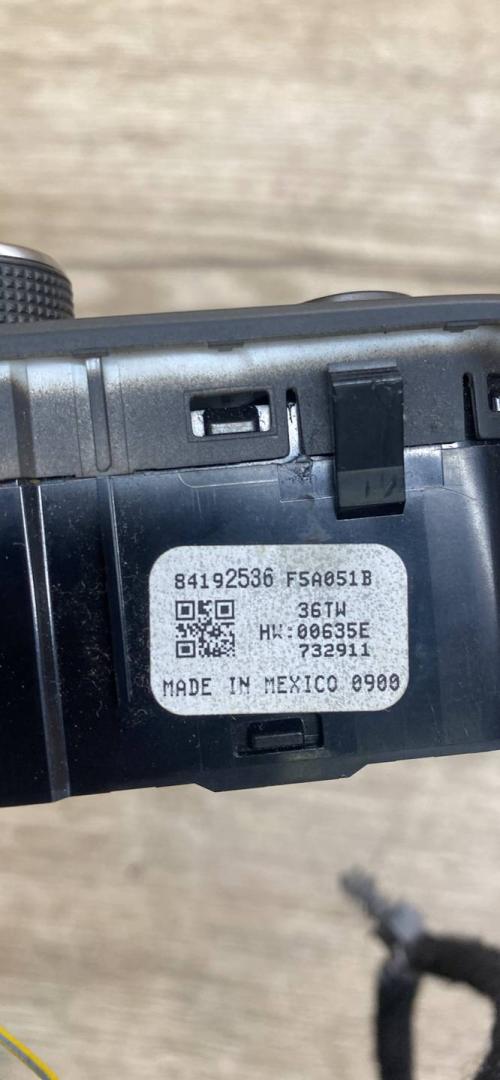 84192536 F5A051B
36TW
HW:00635E
732911
MADE IN MEXICO 0900